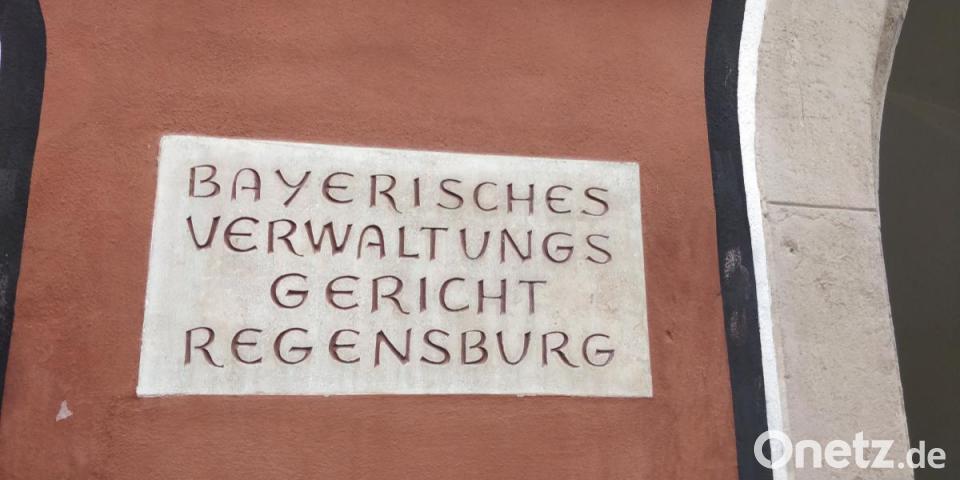 BAYERISCHES
VERWALTUNGS
GERICHT
REGENSBURG
Onetz.de